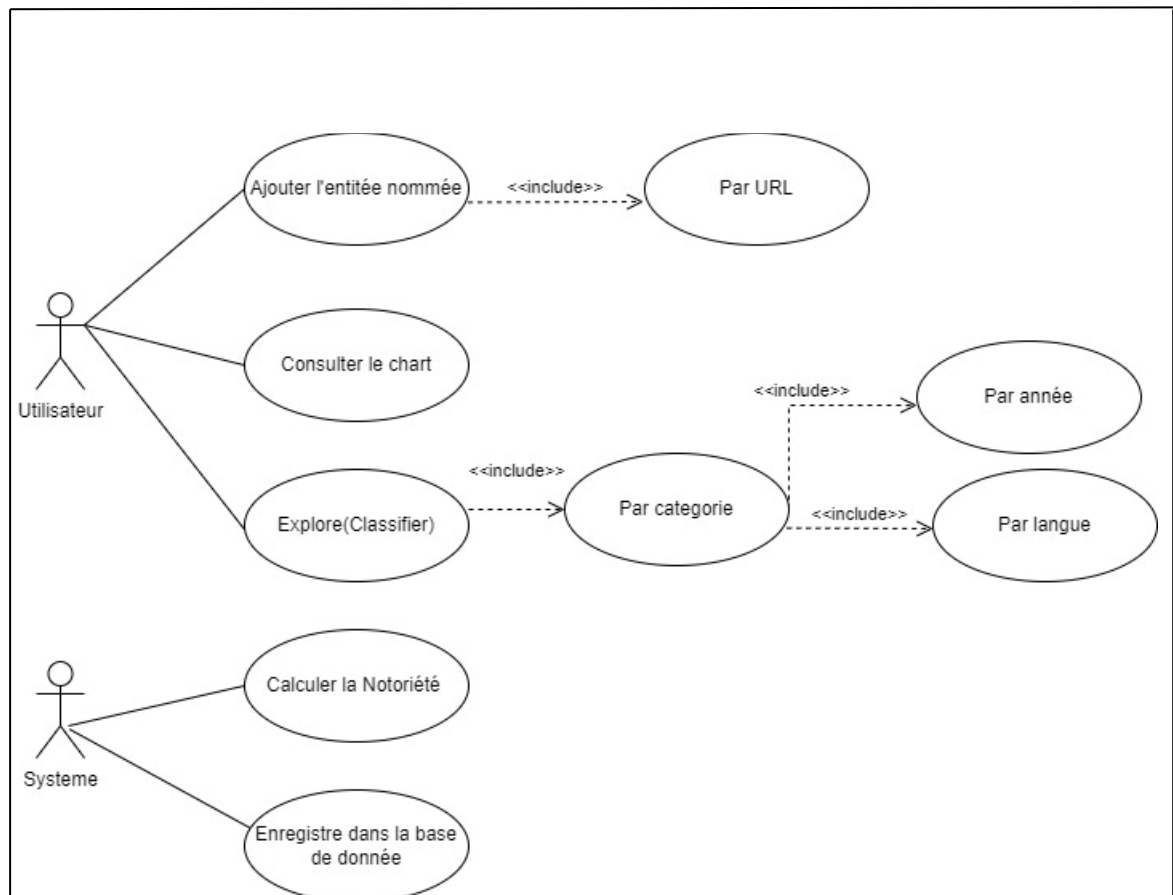 Ajouter l'entitée nommée
<<include>>
Par URL
Utilisateur
Consulter le chart
<<include>>
Par année
<<include>>
Explore(Classifier)
Par categorie
<<include>>
Par langue
Systeme
Calculer la Notoriété
Enregistre dans la base
de donnée